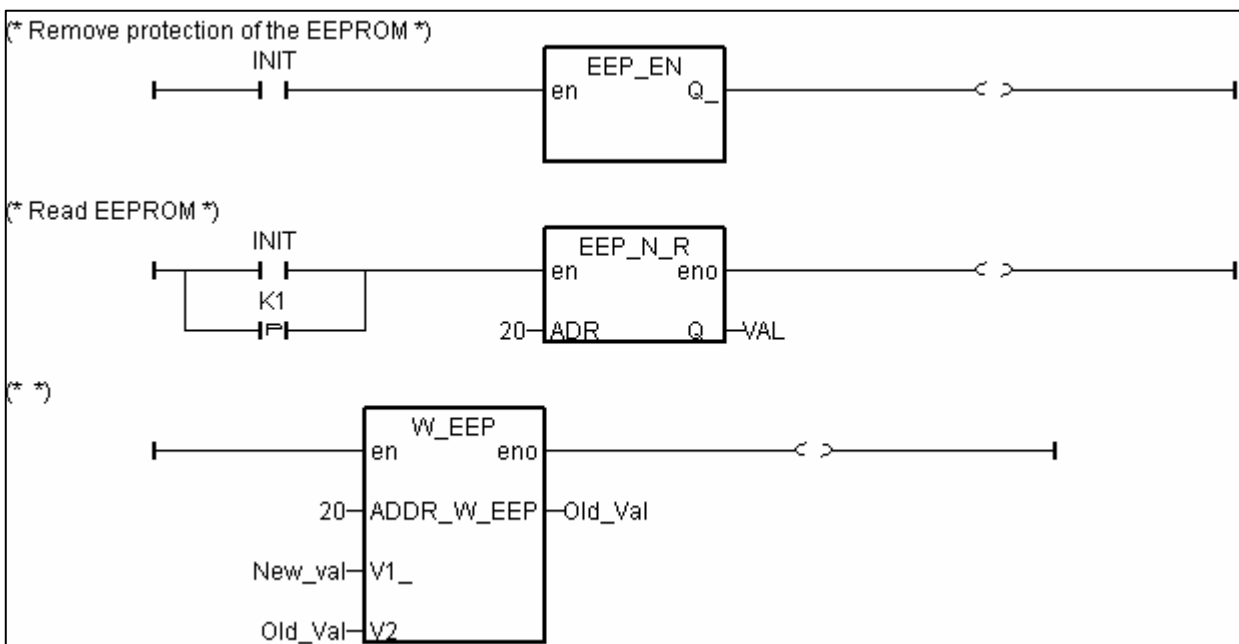 (* Remove protection of the EEPROM *)
INIT
EEP_EN
en Q_
(* Read EEPROM *)
INIT
EEP_N_R
en eno
K1
P
20 ADR Q VAL
(* *)
W_EEP
en eno
20 ADDR_W_EEP Old_Val
New_val V1_
Old_Val V2